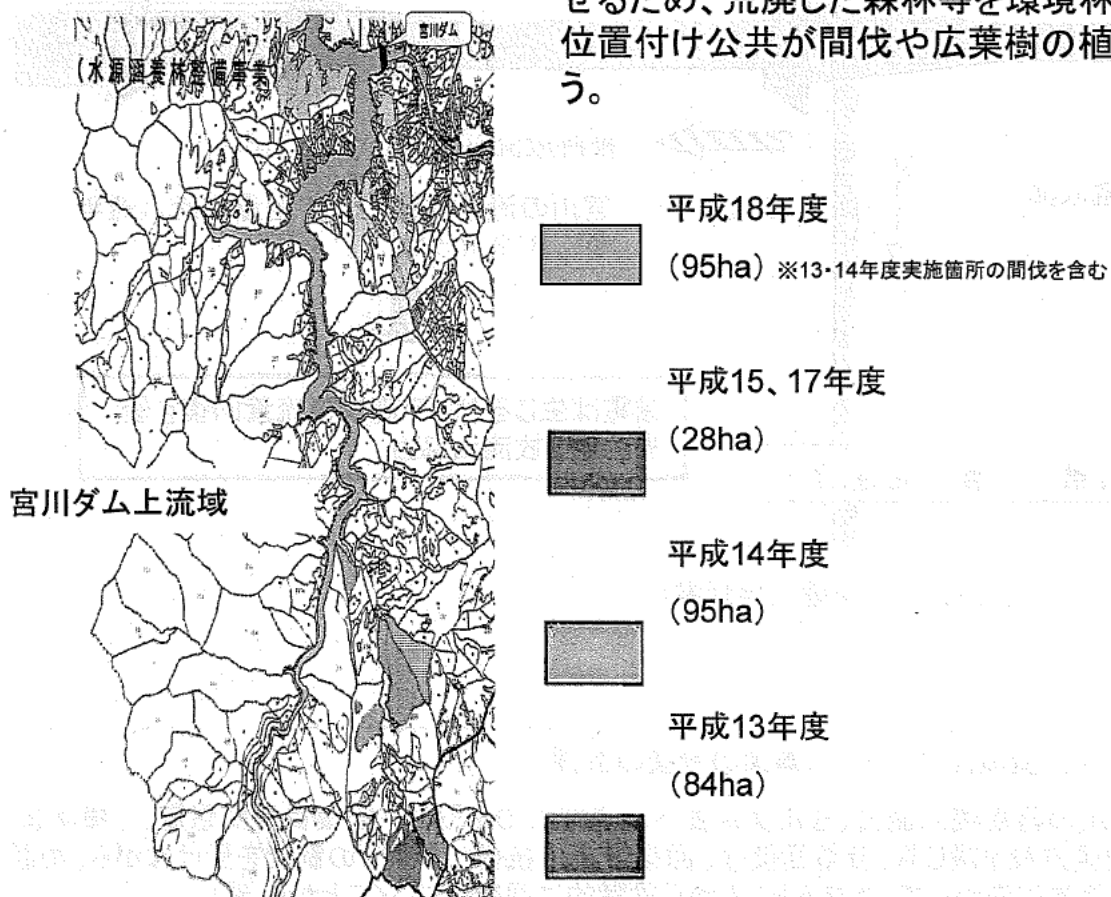 せるため、荒廃した森林等を環境林
位置付け公共が間伐や広葉樹の植
う。
宮川ダム
(水源涵養林整備事業)
平成18年度
(95ha) ※13・14年度実施箇所の間伐を含む
平成15、17年度
(28ha)
宮川ダム上流域
平成14年度
(95ha)
平成13年度
(84ha)